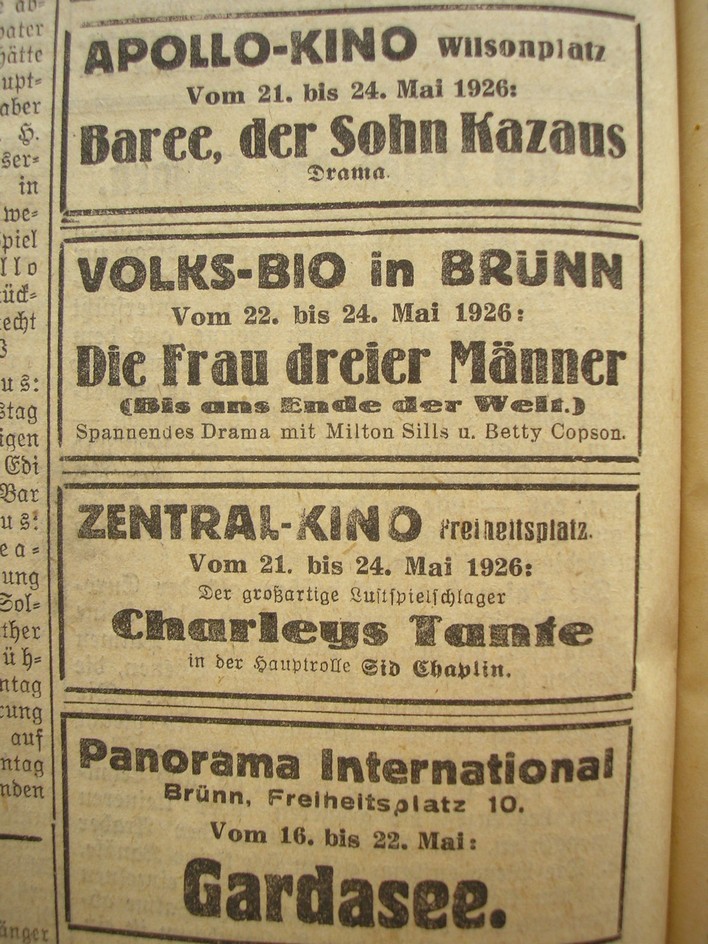 APOLLO-KINO Wilsonplatz
Vom 21. bis 24. Mai 1926:
Baree, der Sohn Kazans
Drama.
VOLKS-BIO in BRÜNN
Vom 22. bis 24. Mai 1926:
Die Frau dreier Männer
(Bis ans Ende der Welt.)
Spannendes Drama mit Milton Sills u. Betty Copson.
ZENTRAL-KINO Freiheitsplatz.
Vom 21. bis 24. Mai 1926:
Der großartige Lustspielschlager
Charleys Tante
in der Hauptrolle Sid Chaplin.
Panorama International
Brünn, Freiheitsplatz 10.
Vom 16. bis 22. Mai:
Gardasee.